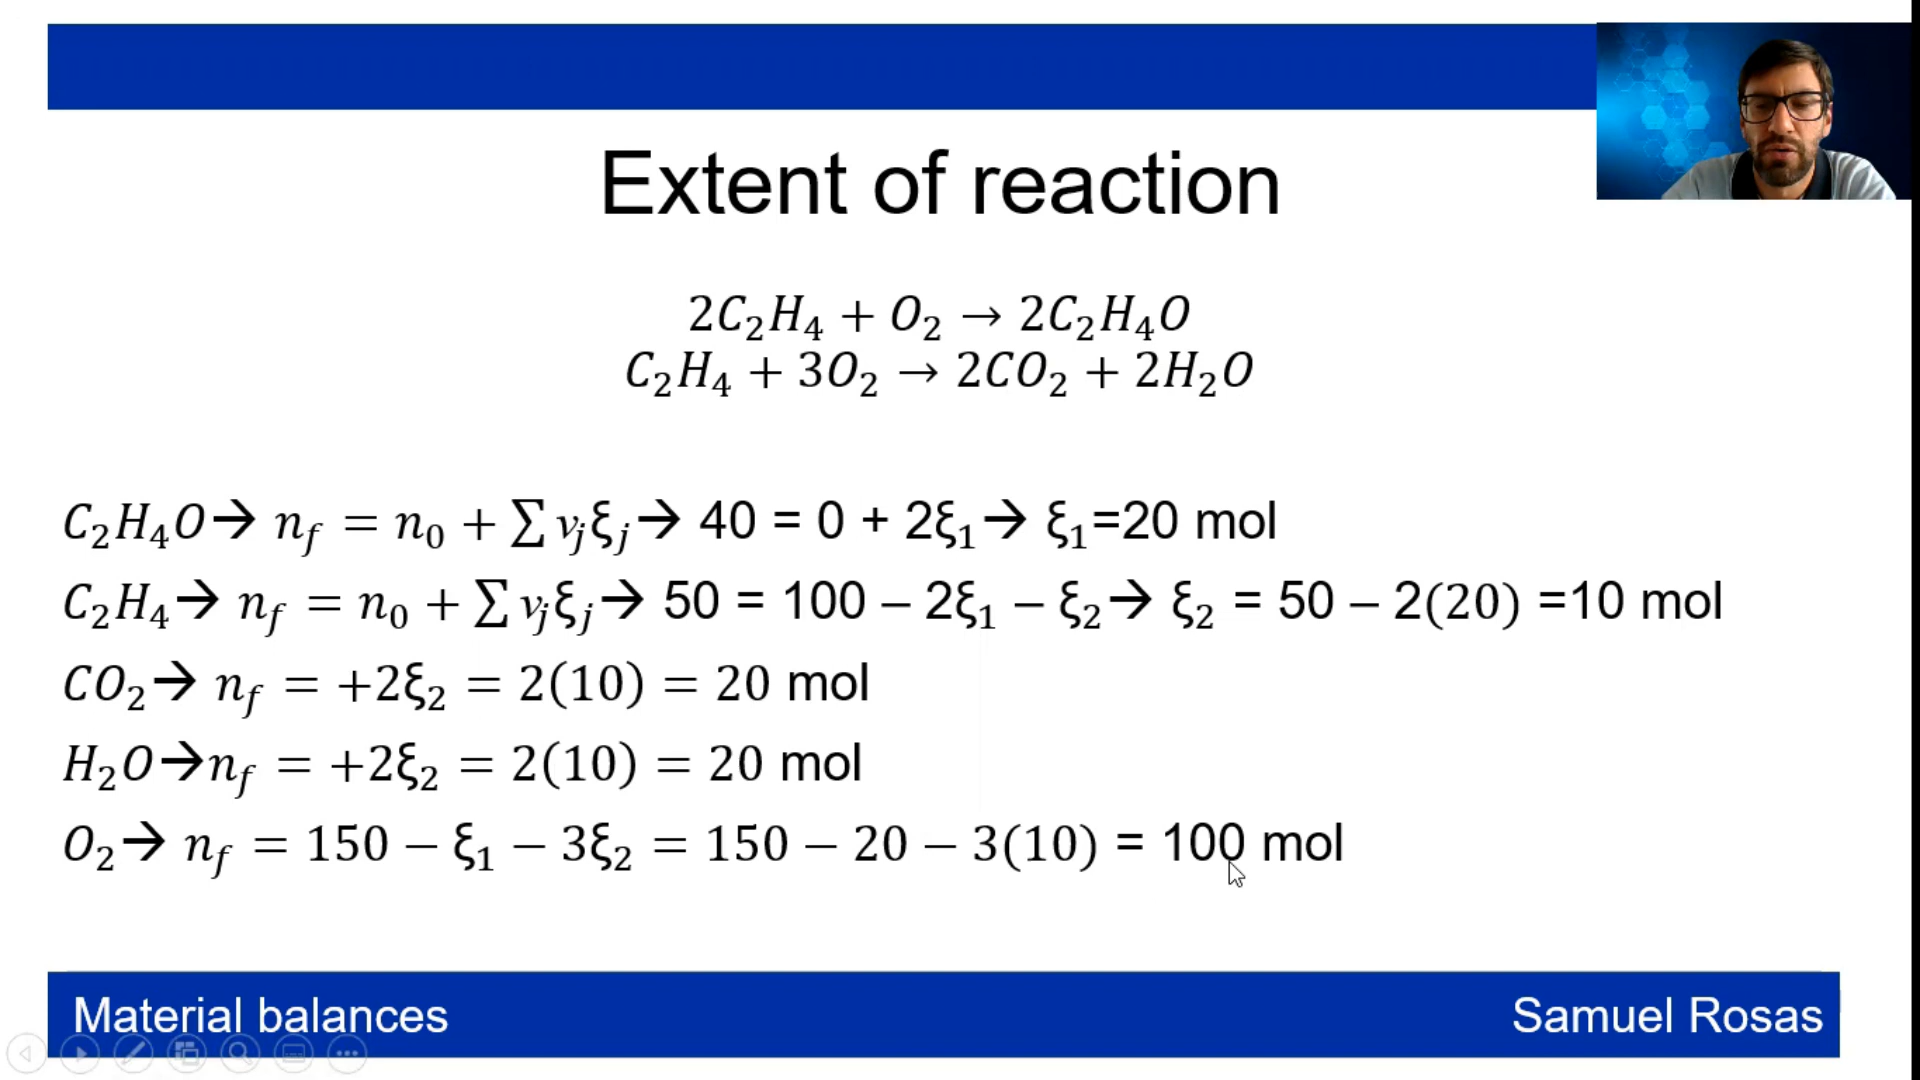 Extent of reaction
2C₂H₄ + O₂ → 2C₂H₄O
C₂H₄ + 3O₂ → 2CO₂ + 2H₂O
C₂H₄O→ n_f = n₀ + ∑ν_jξ_j→ 40 = 0 + 2ξ₁→ ξ₁=20 mol
C₂H₄→ n_f = n₀ + ∑ν_jξ_j→ 50 = 100 – 2ξ₁ – ξ₂→ ξ₂ = 50 – 2(20) =10 mol
CO₂→ n_f = +2ξ₂ = 2(10) = 20 mol
H₂O→n_f = +2ξ₂ = 2(10) = 20 mol
O₂→ n_f = 150 − ξ₁ − 3ξ₂ = 150 − 20 − 3(10) = 100 mol
Material balances
Samuel Rosas